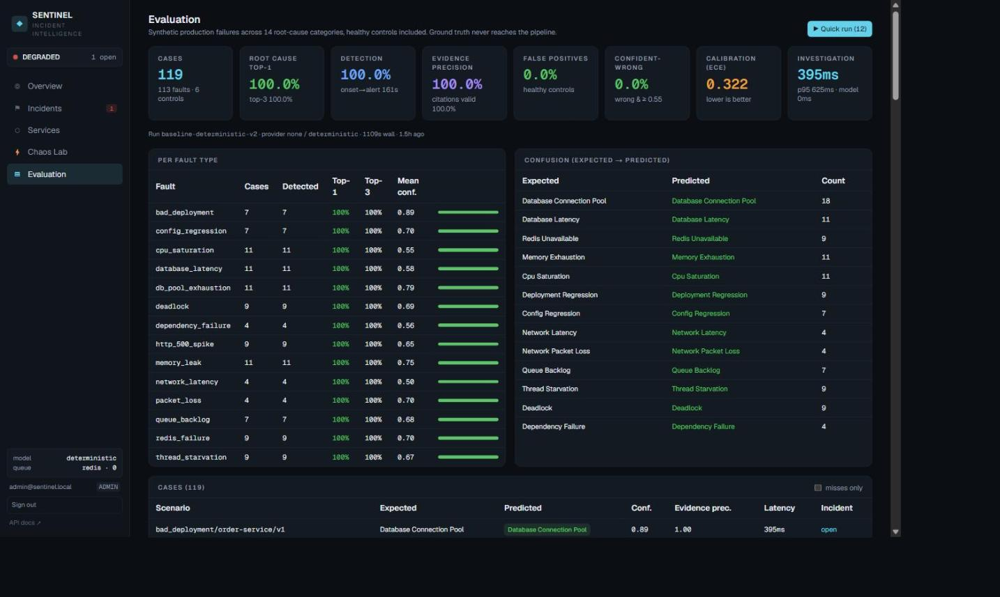 SENTINEL
INCIDENT
INTELLIGENCE
DEGRADED 1 open
Overview
Incidents 1
Services
Chaos Lab
Evaluation
model deterministic
queue redis · 0
admin@sentinel.local ADMIN
Sign out
API docs ↗
Evaluation
Synthetic production failures across 14 root-cause categories, healthy controls included. Ground truth never reaches the pipeline.
▶ Quick run (12)
CASES
119
113 faults · 6
controls
ROOT CAUSE
TOP-1
100.0%
top-3 100.0%
DETECTION
100.0%
onset→alert 161s
EVIDENCE
PRECISION
100.0%
citations valid
100.0%
FALSE POSITIVES
0.0%
healthy controls
CONFIDENT-
WRONG
0.0%
wrong & ≥ 0.55
CALIBRATION
(ECE)
0.322
lower is better
INVESTIGATION
395ms
p95 625ms · model
0ms
Run baseline-deterministic-v2 · provider none / deterministic · 1109s wall · 1.5h ago
PER FAULT TYPE
Fault Cases Detected Top-1 Top-3 Mean conf.
bad_deployment 7 7 100% 100% 0.89
config_regression 7 7 100% 100% 0.70
cpu_saturation 11 11 100% 100% 0.55
database_latency 11 11 100% 100% 0.58
db_pool_exhaustion 11 11 100% 100% 0.79
deadlock 9 9 100% 100% 0.69
dependency_failure 4 4 100% 100% 0.56
http_500_spike 9 9 100% 100% 0.65
memory_leak 11 11 100% 100% 0.75
network_latency 4 4 100% 100% 0.50
packet_loss 4 4 100% 100% 0.70
queue_backlog 7 7 100% 100% 0.68
redis_failure 9 9 100% 100% 0.70
thread_starvation 9 9 100% 100% 0.67
CONFUSION (EXPECTED → PREDICTED)
Expected Predicted Count
Database Connection Pool Database Connection Pool 18
Database Latency Database Latency 11
Redis Unavailable Redis Unavailable 9
Memory Exhaustion Memory Exhaustion 11
Cpu Saturation Cpu Saturation 11
Deployment Regression Deployment Regression 9
Config Regression Config Regression 7
Network Latency Network Latency 4
Network Packet Loss Network Packet Loss 4
Queue Backlog Queue Backlog 7
Thread Starvation Thread Starvation 9
Deadlock Deadlock 9
Dependency Failure Dependency Failure 4
CASES (119) misses only
Scenario Expected Predicted Conf. Evidence prec. Latency Incident
bad_deployment/order-service/v1 Database Connection Pool Database Connection Pool 0.89 1.00 395ms open